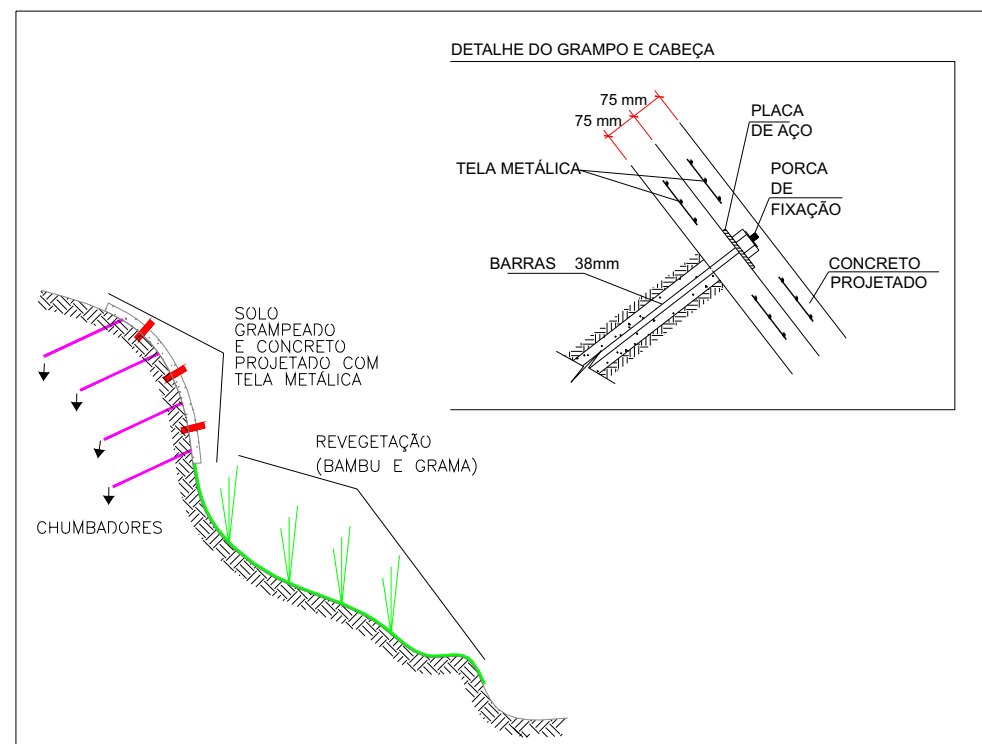 DETALHE DO GRAMPO E CABEÇA
75 mm
75 mm
PLACA
DE AÇO
TELA METÁLICA
PORCA
DE
FIXAÇÃO
BARRAS 38mm
CONCRETO
PROJETADO
SOLO
GRAMPEADO
E CONCRETO
PROJETADO COM
TELA METÁLICA
REVEGETAÇÃO
(BAMBU E GRAMA)
CHUMBADORES